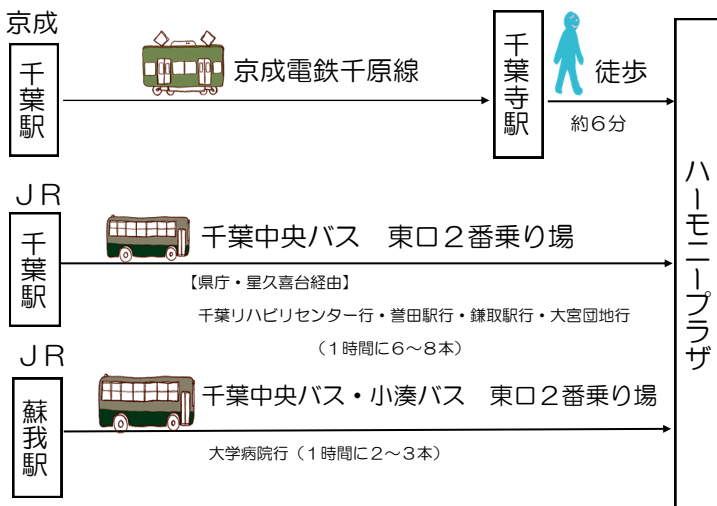 京成
千葉駅
京成電鉄千原線
千葉寺駅
徒歩
約６分
ＪＲ
千葉駅
千葉中央バス　東口２番乗り場
【県庁・星久喜台経由】
千葉リハビリセンター行・誉田駅行・鎌取駅行・大宮団地行
（１時間に６～８本）
ＪＲ
蘇我駅
千葉中央バス・小湊バス　東口２番乗り場
大学病院行（１時間に２～３本）
ハーモニープラザ